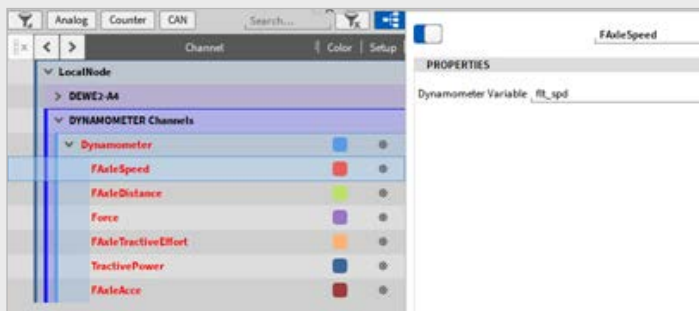 Analog Counter CAN Search...
Channel Color Setup
LocalNode
DEWE2-A4
DYNAMOMETER Channels
Dynamometer
FAxleSpeed
FAxleDistance
Force
FAxleTractiveEffort
TractivePower
FAxleAcce
FAxleSpeed
PROPERTIES
Dynamometer Variable flt_spd